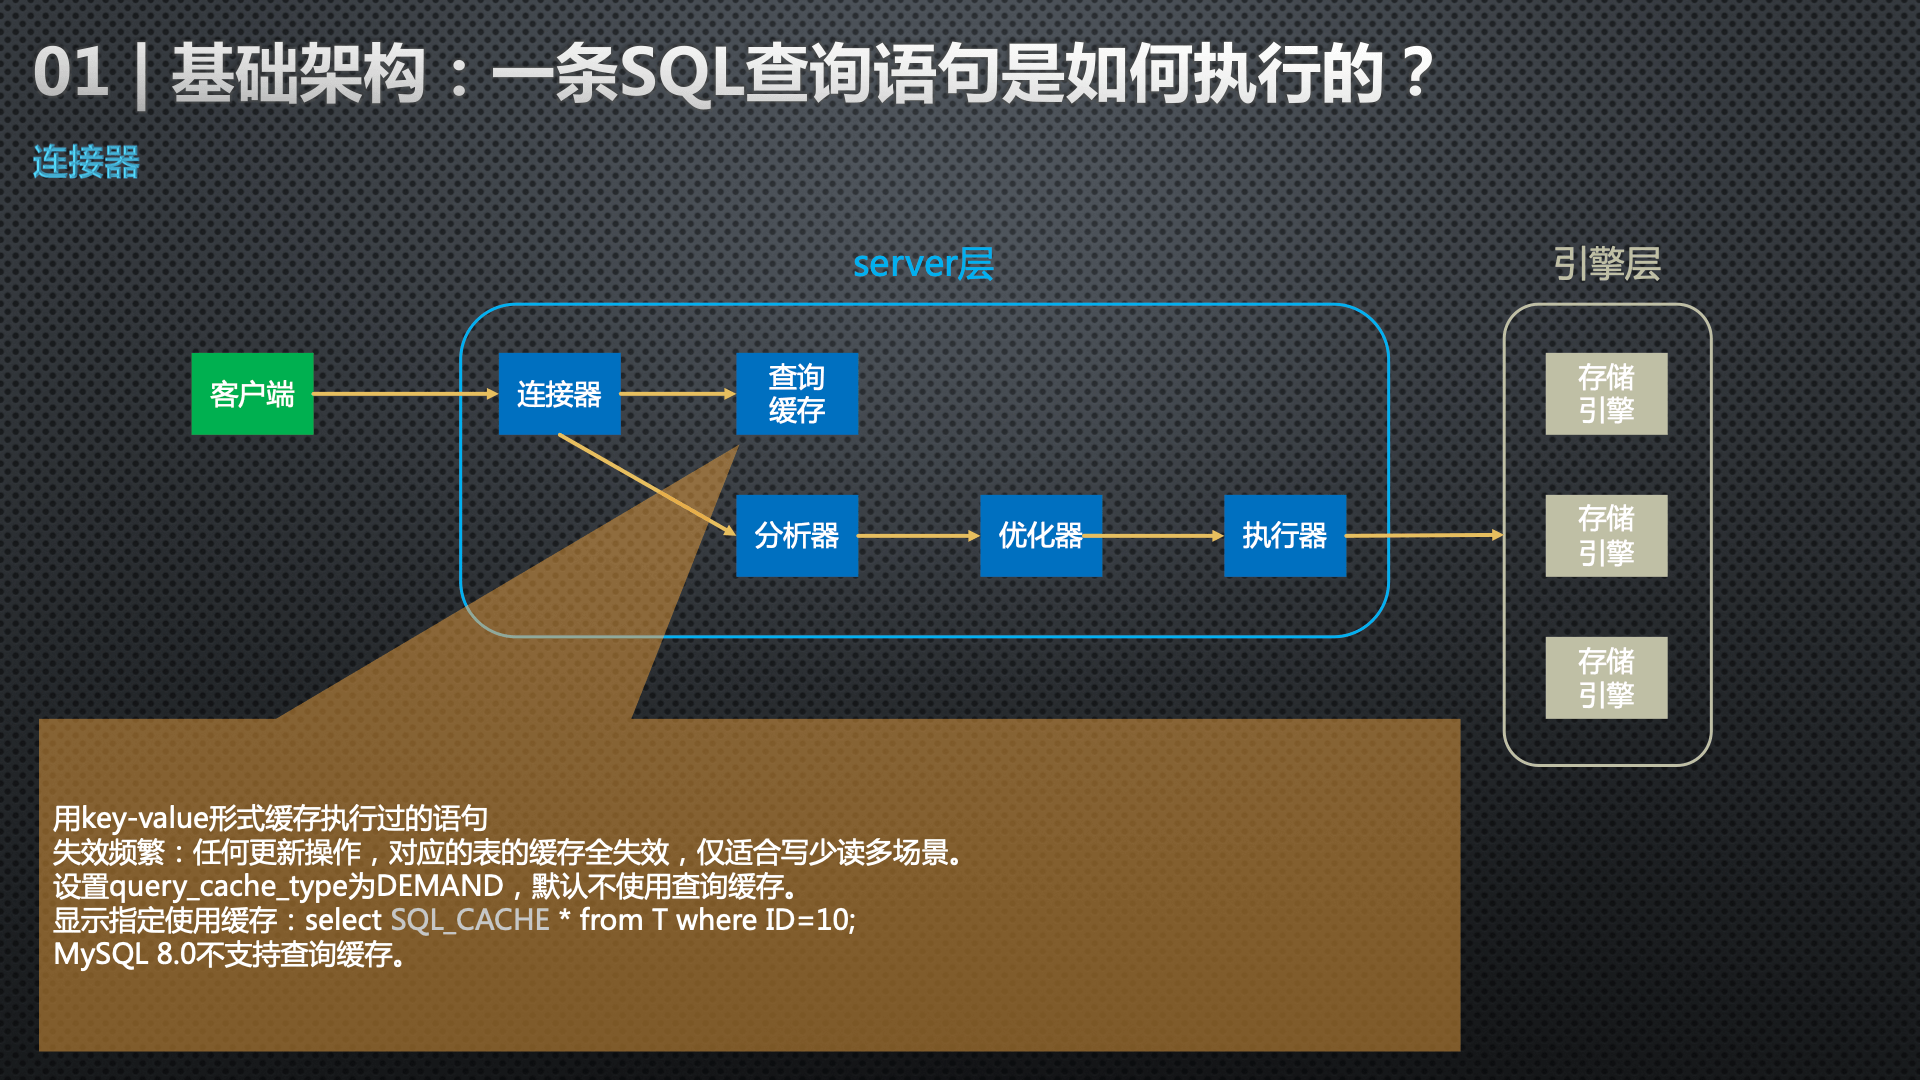 01 | 基础架构：一条SQL查询语句是如何执行的？
连接器
server层
引擎层
客户端
连接器
查询
缓存
存储
引擎
分析器
优化器
执行器
存储
引擎
存储
引擎
用key-value形式缓存执行过的语句
失效频繁：任何更新操作，对应的表的缓存全失效，仅适合写少读多场景。
设置query_cache_type为DEMAND，默认不使用查询缓存。
显示指定使用缓存：select SQL_CACHE * from T where ID=10;
MySQL 8.0不支持查询缓存。